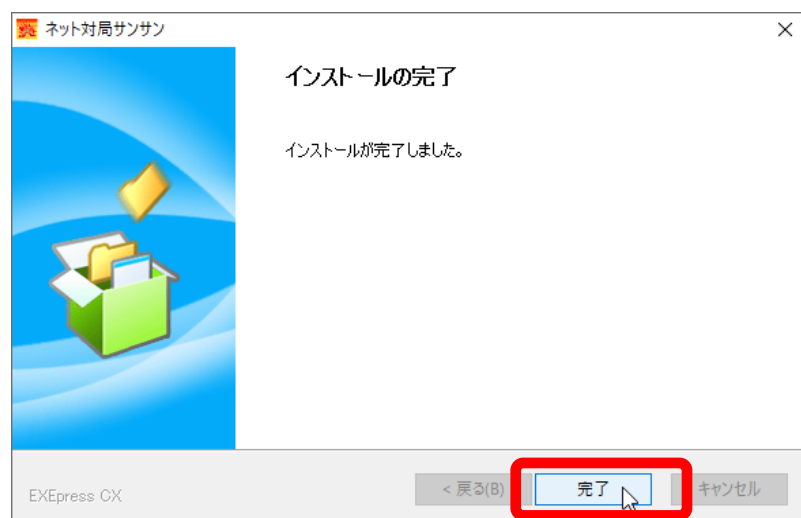 ネット対局サンサン
インストールの完了
インストールが完了しました。
EXEpress CX
< 戻る(B)
完了
キャンセル